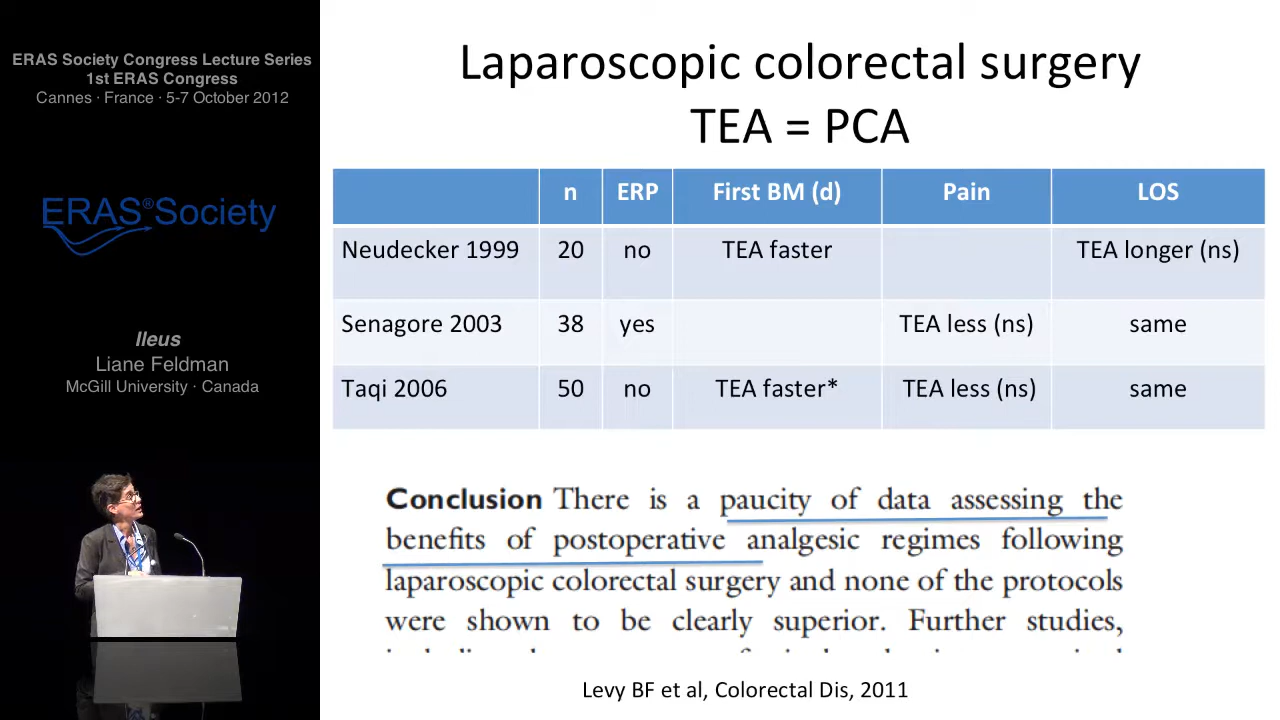 ERAS Society Congress Lecture Series
1st ERAS Congress
Cannes · France · 5-7 October 2012
ERAS®Society
Ileus
Liane Feldman
McGill University · Canada
Laparoscopic colorectal surgery
TEA = PCA
n ERP First BM (d) Pain LOS
Neudecker 1999 20 no TEA faster TEA longer (ns)
Senagore 2003 38 yes TEA less (ns) same
Taqi 2006 50 no TEA faster* TEA less (ns) same
Conclusion There is a paucity of data assessing the
benefits of postoperative analgesic regimes following
laparoscopic colorectal surgery and none of the protocols
were shown to be clearly superior. Further studies,
Levy BF et al, Colorectal Dis, 2011